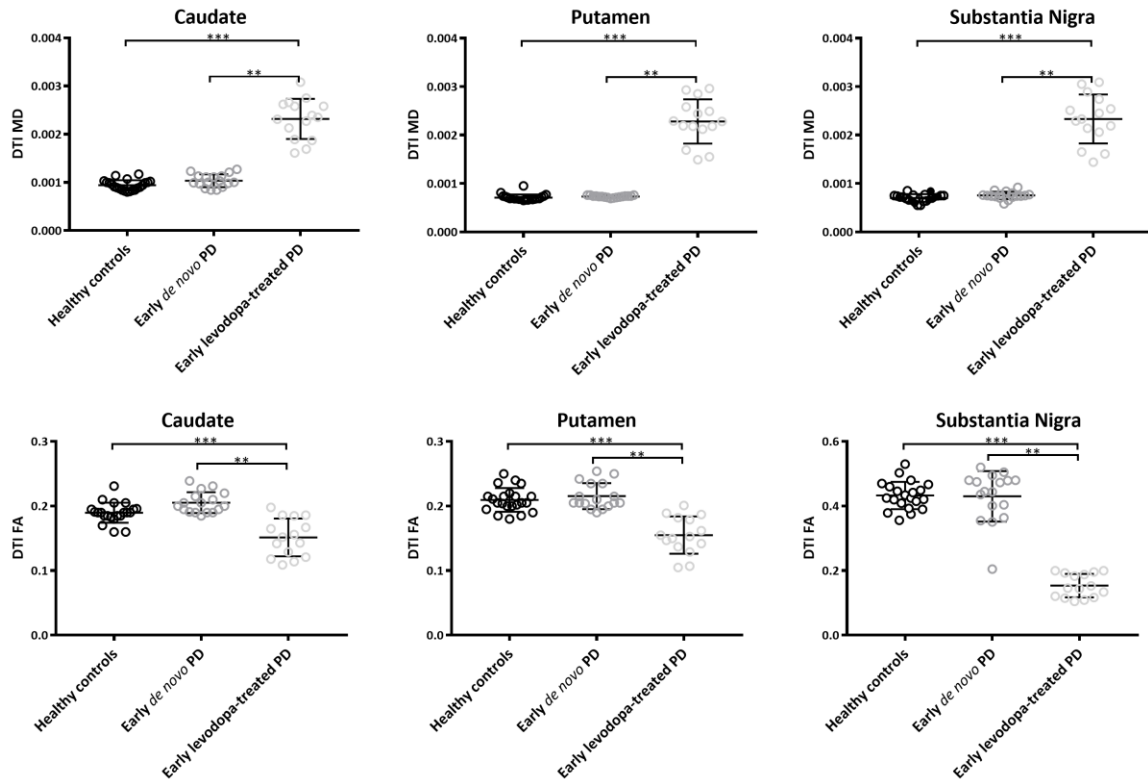 Caudate
***
**
DTI MD
0.004
0.003
0.002
0.001
0.000
Healthy controls
Early de novo PD
Early levodopa-treated PD
Putamen
***
**
DTI MD
0.004
0.003
0.002
0.001
0.000
Healthy controls
Early de novo PD
Early levodopa-treated PD
Substantia Nigra
***
**
DTI MD
0.004
0.003
0.002
0.001
0.000
Healthy controls
Early de novo PD
Early levodopa-treated PD
Caudate
***
**
DTI FA
0.3
0.2
0.1
0.0
Healthy controls
Early de novo PD
Early levodopa-treated PD
Putamen
***
**
DTI FA
0.3
0.2
0.1
0.0
Healthy controls
Early de novo PD
Early levodopa-treated PD
Substantia Nigra
***
**
DTI FA
0.6
0.4
0.2
0.0
Healthy controls
Early de novo PD
Early levodopa-treated PD